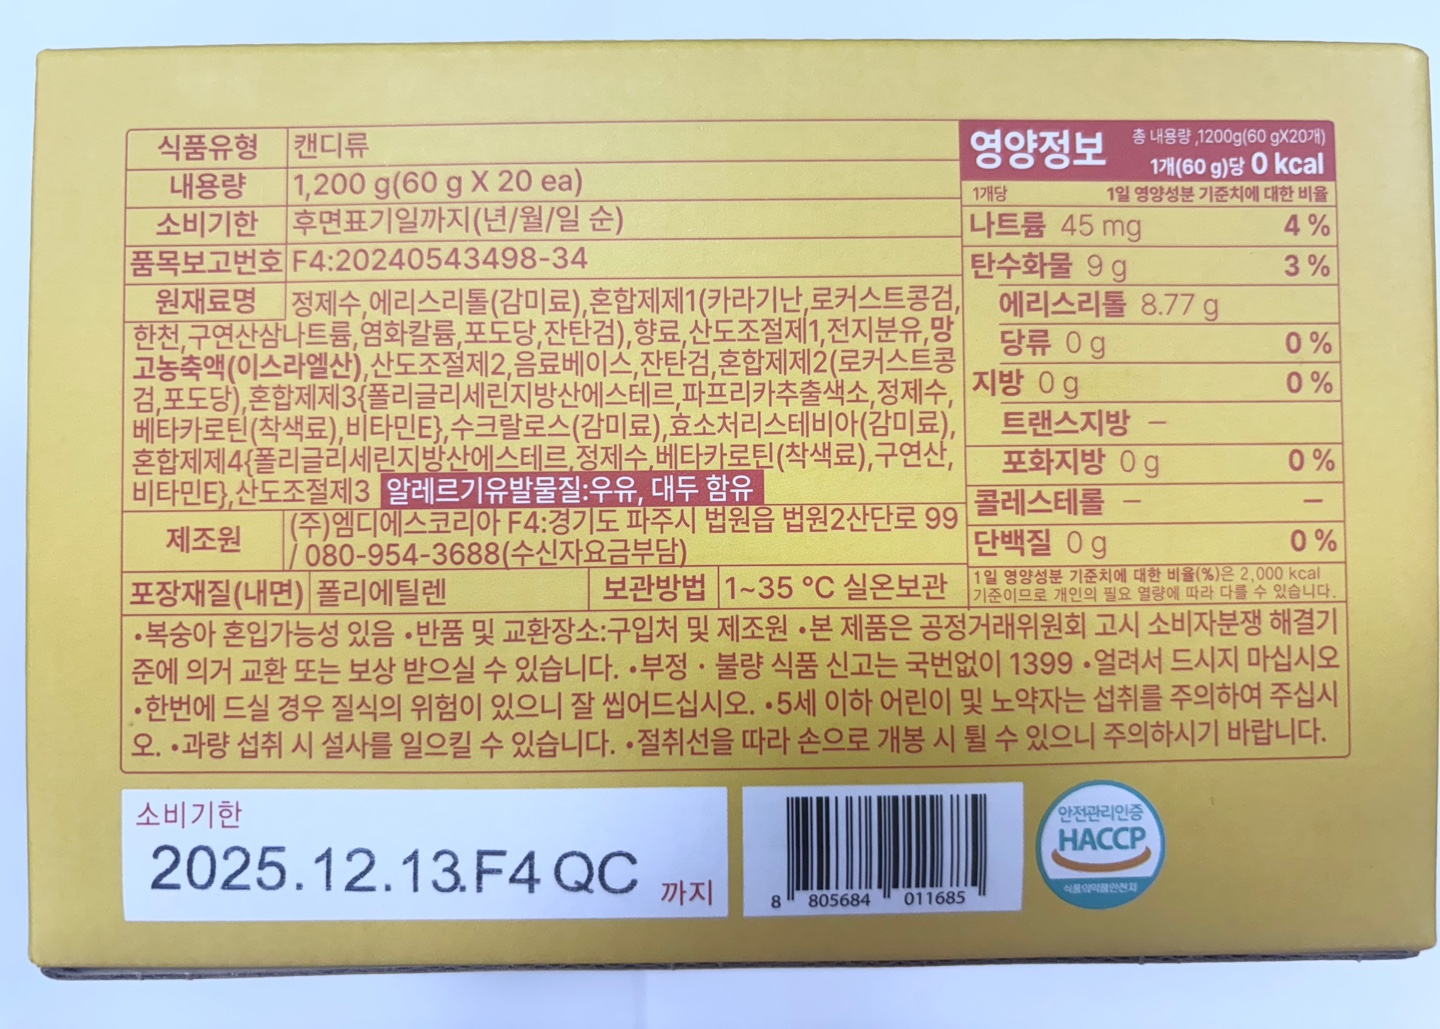 식품유형 캔디류
내용량 1,200 g(60 g X 20 ea)
소비기한 후면표기일까지(년/월/일 순)
품목보고번호 F4:20240543498-34
원재료명 정제수,에리스리톨(감미료),혼합제제1(카라기난,로커스트콩검,
한천,구연산삼나트륨,염화칼륨,포도당,잔탄검),향료,산도조절제1,전지분유,망
고농축액(이스라엘산),산도조절제2,음료베이스,잔탄검,혼합제제2(로커스트콩
검,포도당),혼합제제3{폴리글리세린지방산에스테르,파프리카추출색소,정제수,
베타카로틴(착색료),비타민E},수크랄로스(감미료),효소처리스테비아(감미료),
혼합제제4{폴리글리세린지방산에스테르,정제수,베타카로틴(착색료),구연산,
비타민E},산도조절제3 알레르기유발물질:우유, 대두 함유
제조원 (주)엠디에스코리아 F4:경기도 파주시 법원읍 법원2산단로 99
/ 080-954-3688(수신자요금부담)
포장재질(내면) 폴리에틸렌 보관방법 1~35 ℃ 실온보관
영양정보 총 내용량 ,1200g(60 gX20개)
1개(60 g)당 0 kcal
1개당 1일 영양성분 기준치에 대한 비율
나트륨 45 mg 4 %
탄수화물 9 g 3 %
에리스리톨 8.77 g
당류 0 g 0 %
지방 0 g 0 %
트랜스지방 –
포화지방 0 g 0 %
콜레스테롤 – –
단백질 0 g 0 %
1일 영양성분 기준치에 대한 비율(%)은 2,000 kcal
기준이므로 개인의 필요 열량에 따라 다를 수 있습니다.
•복숭아 혼입가능성 있음 •반품 및 교환장소:구입처 및 제조원 •본 제품은 공정거래위원회 고시 소비자분쟁 해결기
준에 의거 교환 또는 보상 받으실 수 있습니다. •부정 · 불량 식품 신고는 국번없이 1399 •얼려서 드시지 마십시오
•한번에 드실 경우 질식의 위험이 있으니 잘 씹어드십시오. •5세 이하 어린이 및 노약자는 섭취를 주의하여 주십시
오. •과량 섭취 시 설사를 일으킬 수 있습니다. •절취선을 따라 손으로 개봉 시 튈 수 있으니 주의하시기 바랍니다.
소비기한
2025.12.13.F4 QC 까지
8 805684 011685
안전관리인증
HACCP
식품의약품안전처